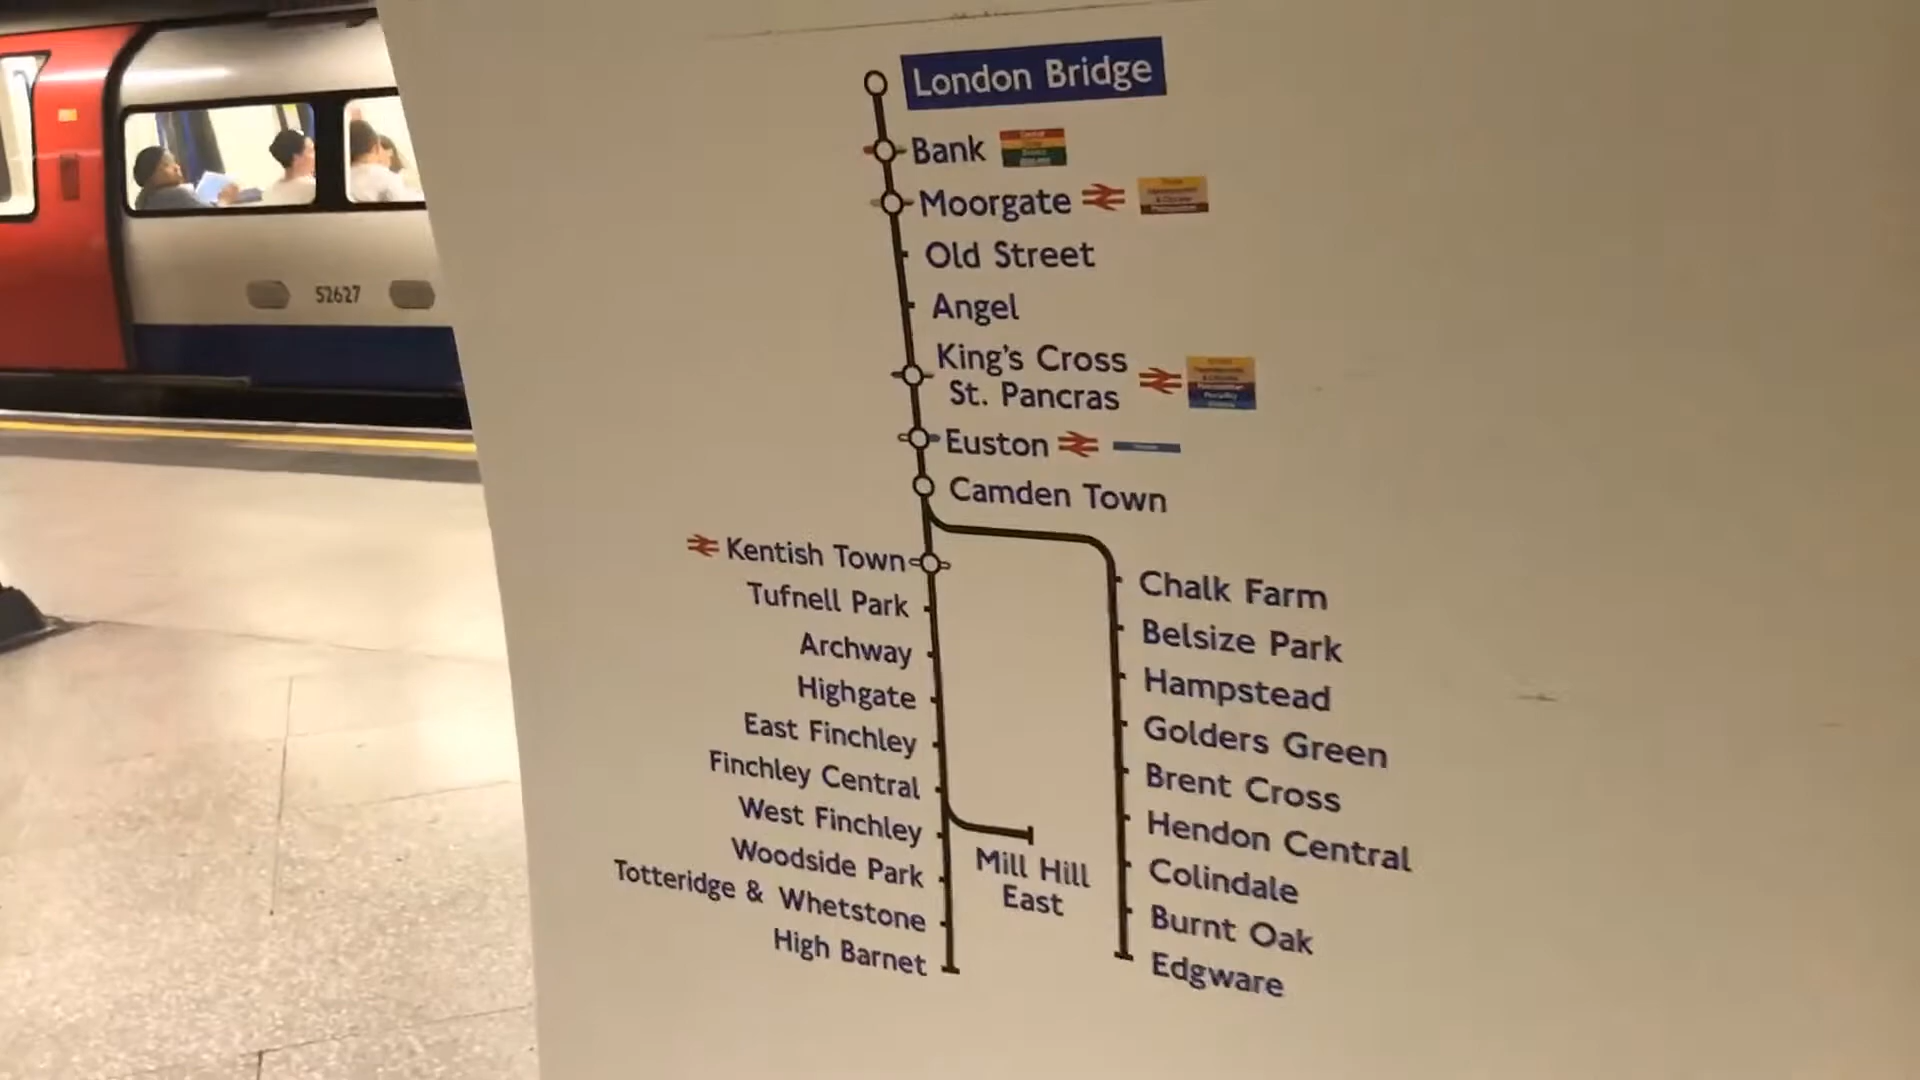 London Bridge
Bank
Moorgate
Old Street
Angel
King's Cross
St. Pancras
Euston
Camden Town
Kentish Town
Tufnell Park
Archway
Highgate
East Finchley
Finchley Central
West Finchley
Woodside Park
Totteridge & Whetstone
High Barnet
Mill Hill
East
Chalk Farm
Belsize Park
Hampstead
Golders Green
Brent Cross
Hendon Central
Colindale
Burnt Oak
Edgware
52627